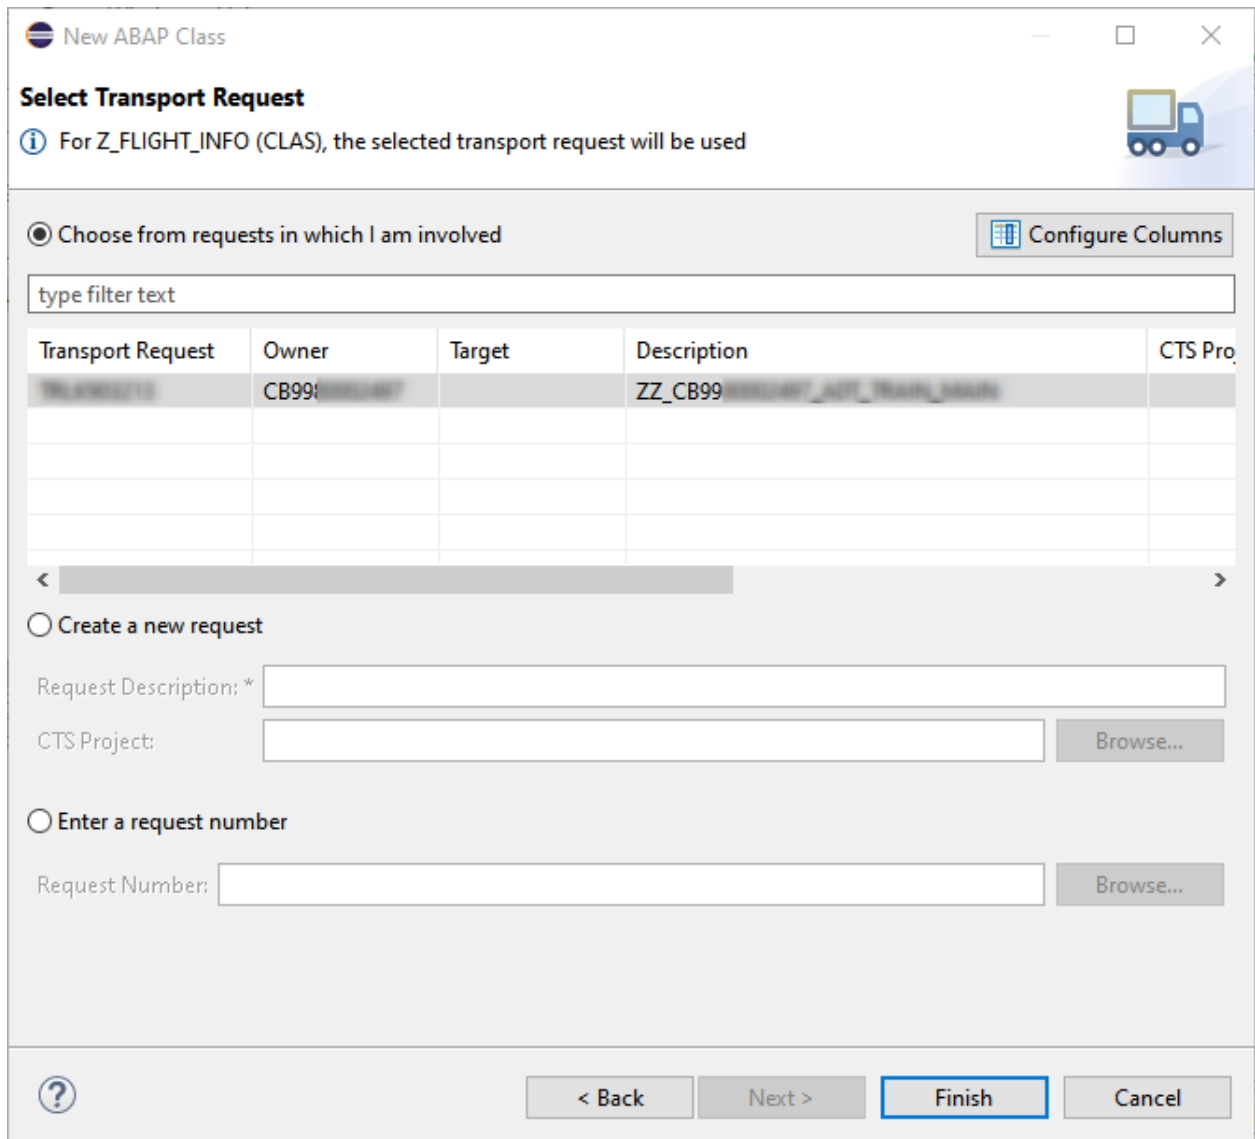 New ABAP Class
Select Transport Request
For Z_FLIGHT_INFO (CLAS), the selected transport request will be used
Choose from requests in which I am involved
Configure Columns
type filter text
Transport Request Owner Target Description CTS Pro
CB99 ZZ_CB99
Create a new request
Request Description: *
CTS Project:
Browse...
Enter a request number
Request Number:
Browse...
< Back Next > Finish Cancel